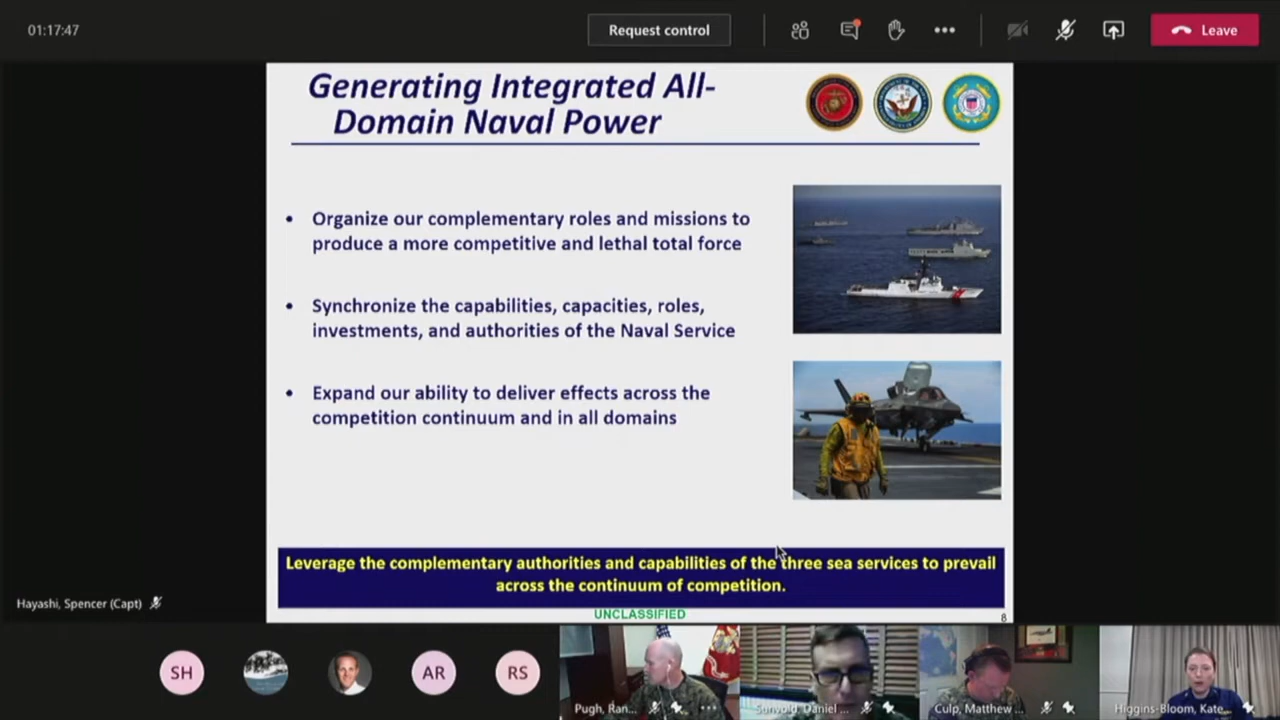 01:17:47
Request control
Leave
Generating Integrated All-
Domain Naval Power
• Organize our complementary roles and missions to
produce a more competitive and lethal total force
• Synchronize the capabilities, capacities, roles,
investments, and authorities of the Naval Service
• Expand our ability to deliver effects across the
competition continuum and in all domains
Leverage the complementary authorities and capabilities of the three sea services to prevail
across the continuum of competition.
UNCLASSIFIED
8
Hayashi, Spencer (Capt)
SH
AR
RS
Pugh, Ran...
Sunvold, Daniel ...
Culp, Matthew ...
Higgins-Bloom, Kate...